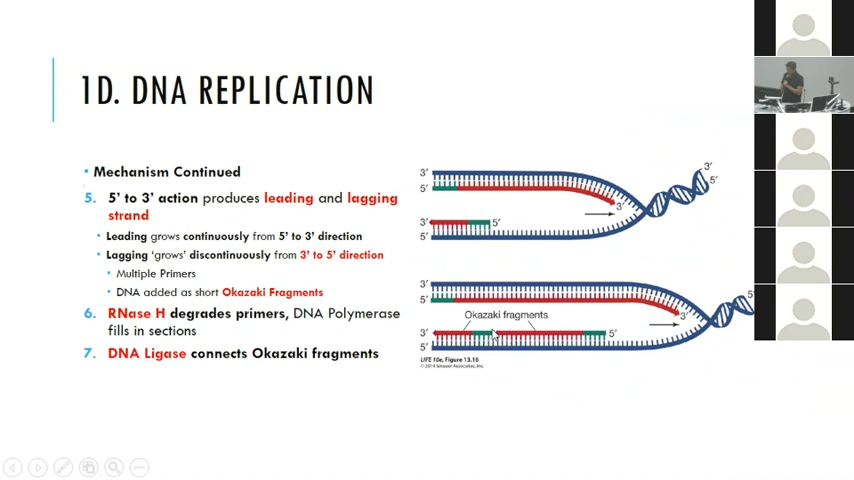 1D. DNA REPLICATION
• Mechanism Continued
5. 5' to 3' action produces leading and lagging
strand
• Leading grows continuously from 5' to 3' direction
• Lagging 'grows' discontinuously from 3' to 5' direction
• Multiple Primers
• DNA added as short Okazaki Fragments
6. RNase H degrades primers, DNA Polymerase
fills in sections
7. DNA Ligase connects Okazaki fragments
3'
5'
3'
5'
3'
3' 5'
5'
3'
5'
5'
3'
Okazaki fragments
3' 5'
5'
LIFE 10e, Figure 13.16
© 2014 Sinauer Associates, Inc.